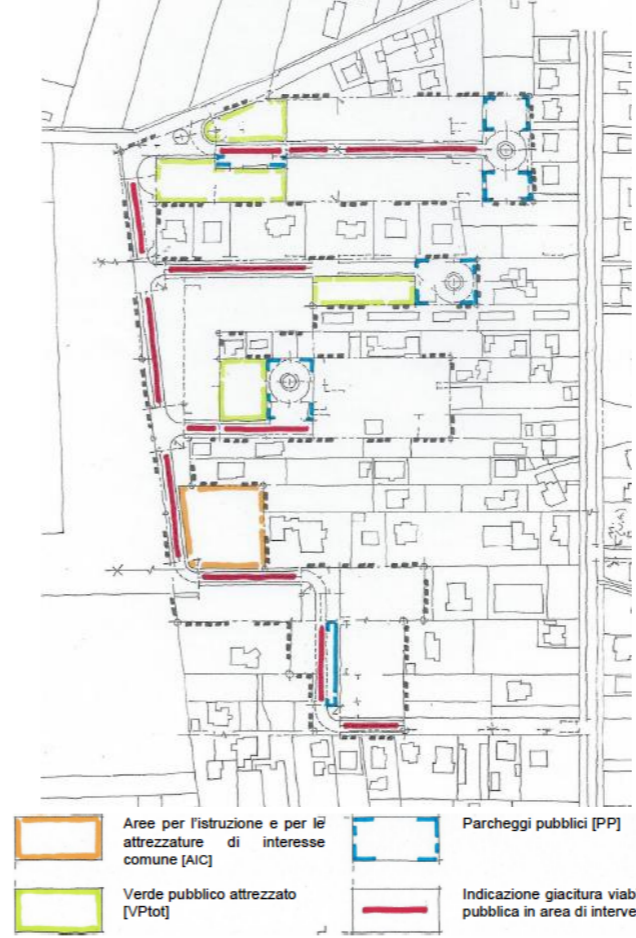 Aree per l'istruzione e per le
attrezzature di interesse
comune [AIC]
Parcheggi pubblici [PP]
Verde pubblico attrezzato
[VPtot]
Indicazione giacitura viab
pubblica in area di interve